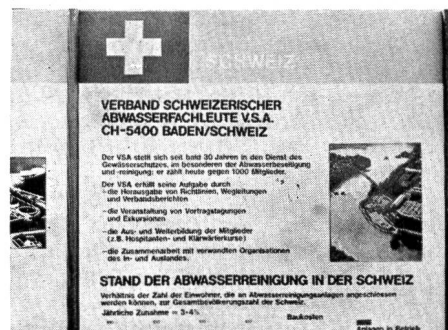 SCHWEIZ
VERBAND SCHWEIZERISCHER
ABWASSERFACHLEUTE V.S.A.
CH-5400 BADEN/SCHWEIZ
Der VSA stellt sich seit bald 30 Jahren in den Dienst des
Gewässerschutzes, im besonderen der Abwasserbeseitigung
und -reinigung; er zählt heute gegen 1000 Mitglieder.
Der VSA erfüllt seine Aufgabe durch
-die Herausgabe von Richtlinien, Wegleitungen
und Verbandsberichten
-die Veranstaltung von Vortragstagungen
und Exkursionen
-die Aus- und Weiterbildung der Mitglieder
(z.B. Hospitanten- und Klärwärterkurse)
-die Zusammenarbeit mit verwandten Organisationen
des In- und Auslandes.
STAND DER ABWASSERREINIGUNG IN DER SCHWEIZ
Verhältnis der Zahl der Einwohner, die an Abwasserreinigungsanlagen angeschlossen
werden können, zur Gesamtbevölkerungszahl der Schweiz.
Jährliche Zunahme = 3-4%
Baukosten
Anlagen in Betrieb